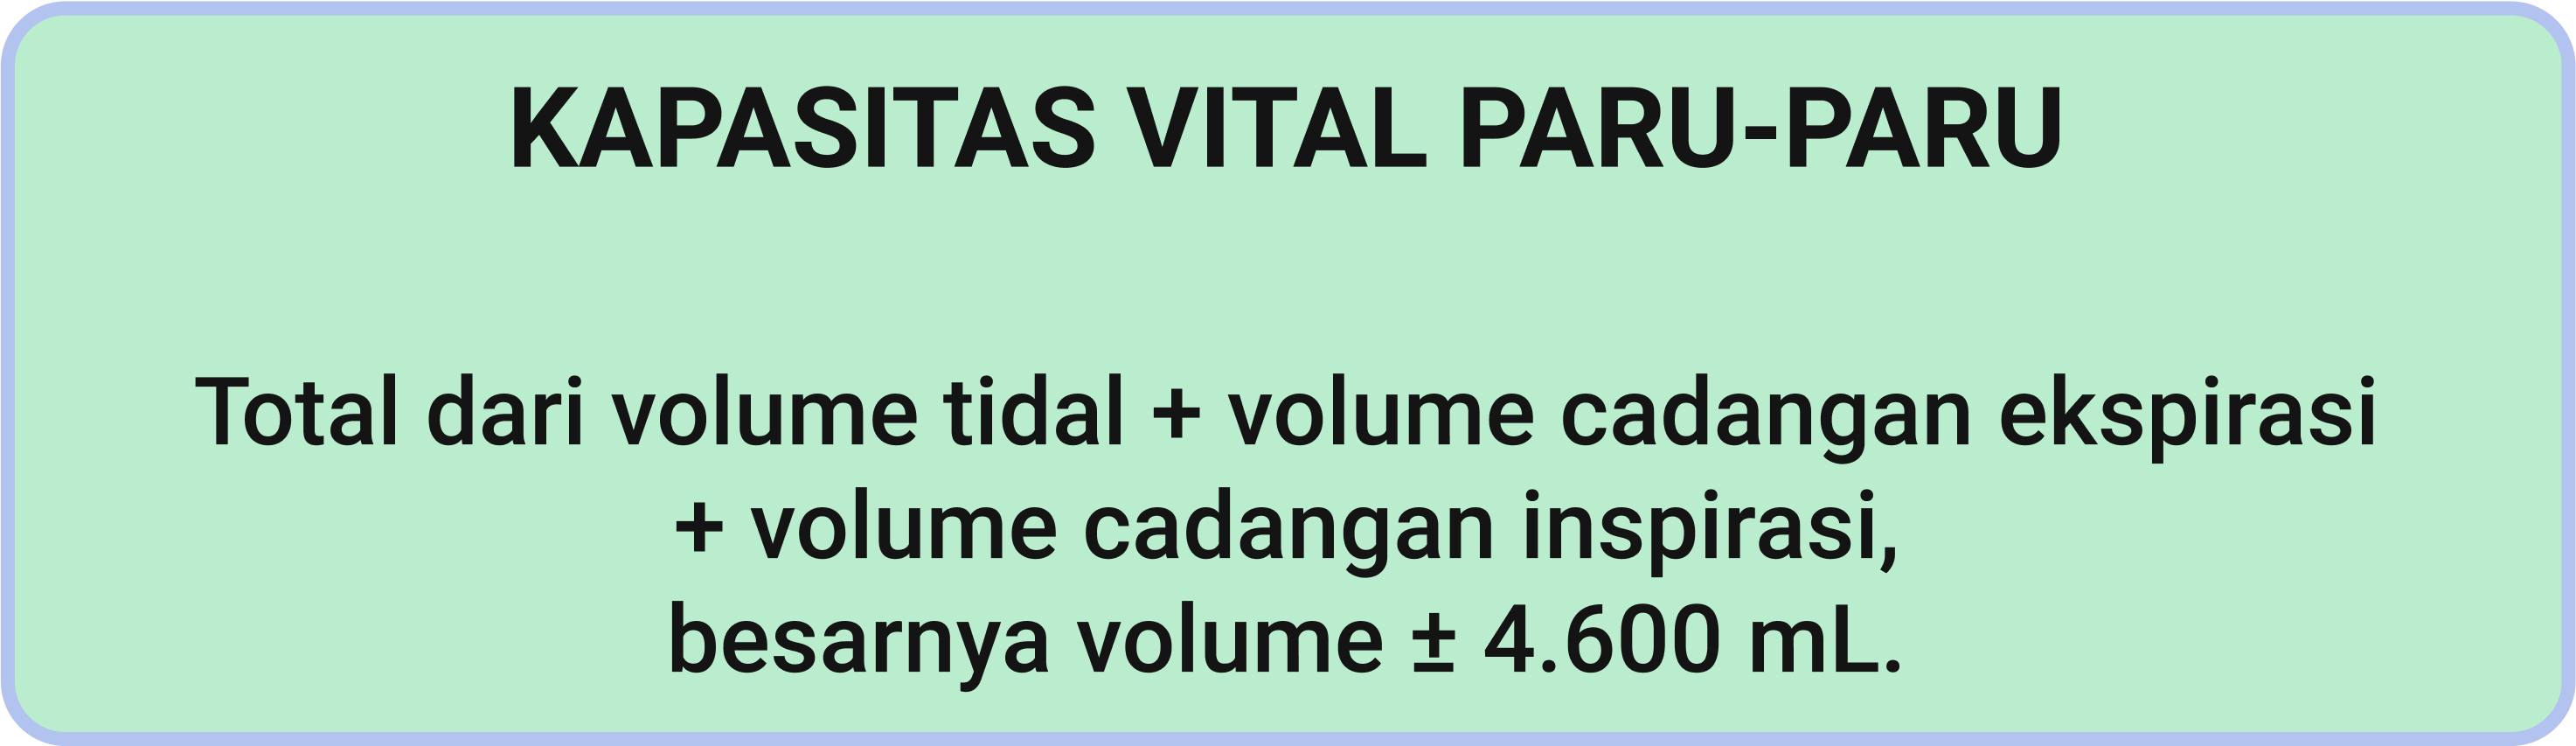 KAPASITAS VITAL PARU-PARU
Total dari volume tidal + volume cadangan ekspirasi
+ volume cadangan inspirasi,
besarnya volume ± 4.600 mL.